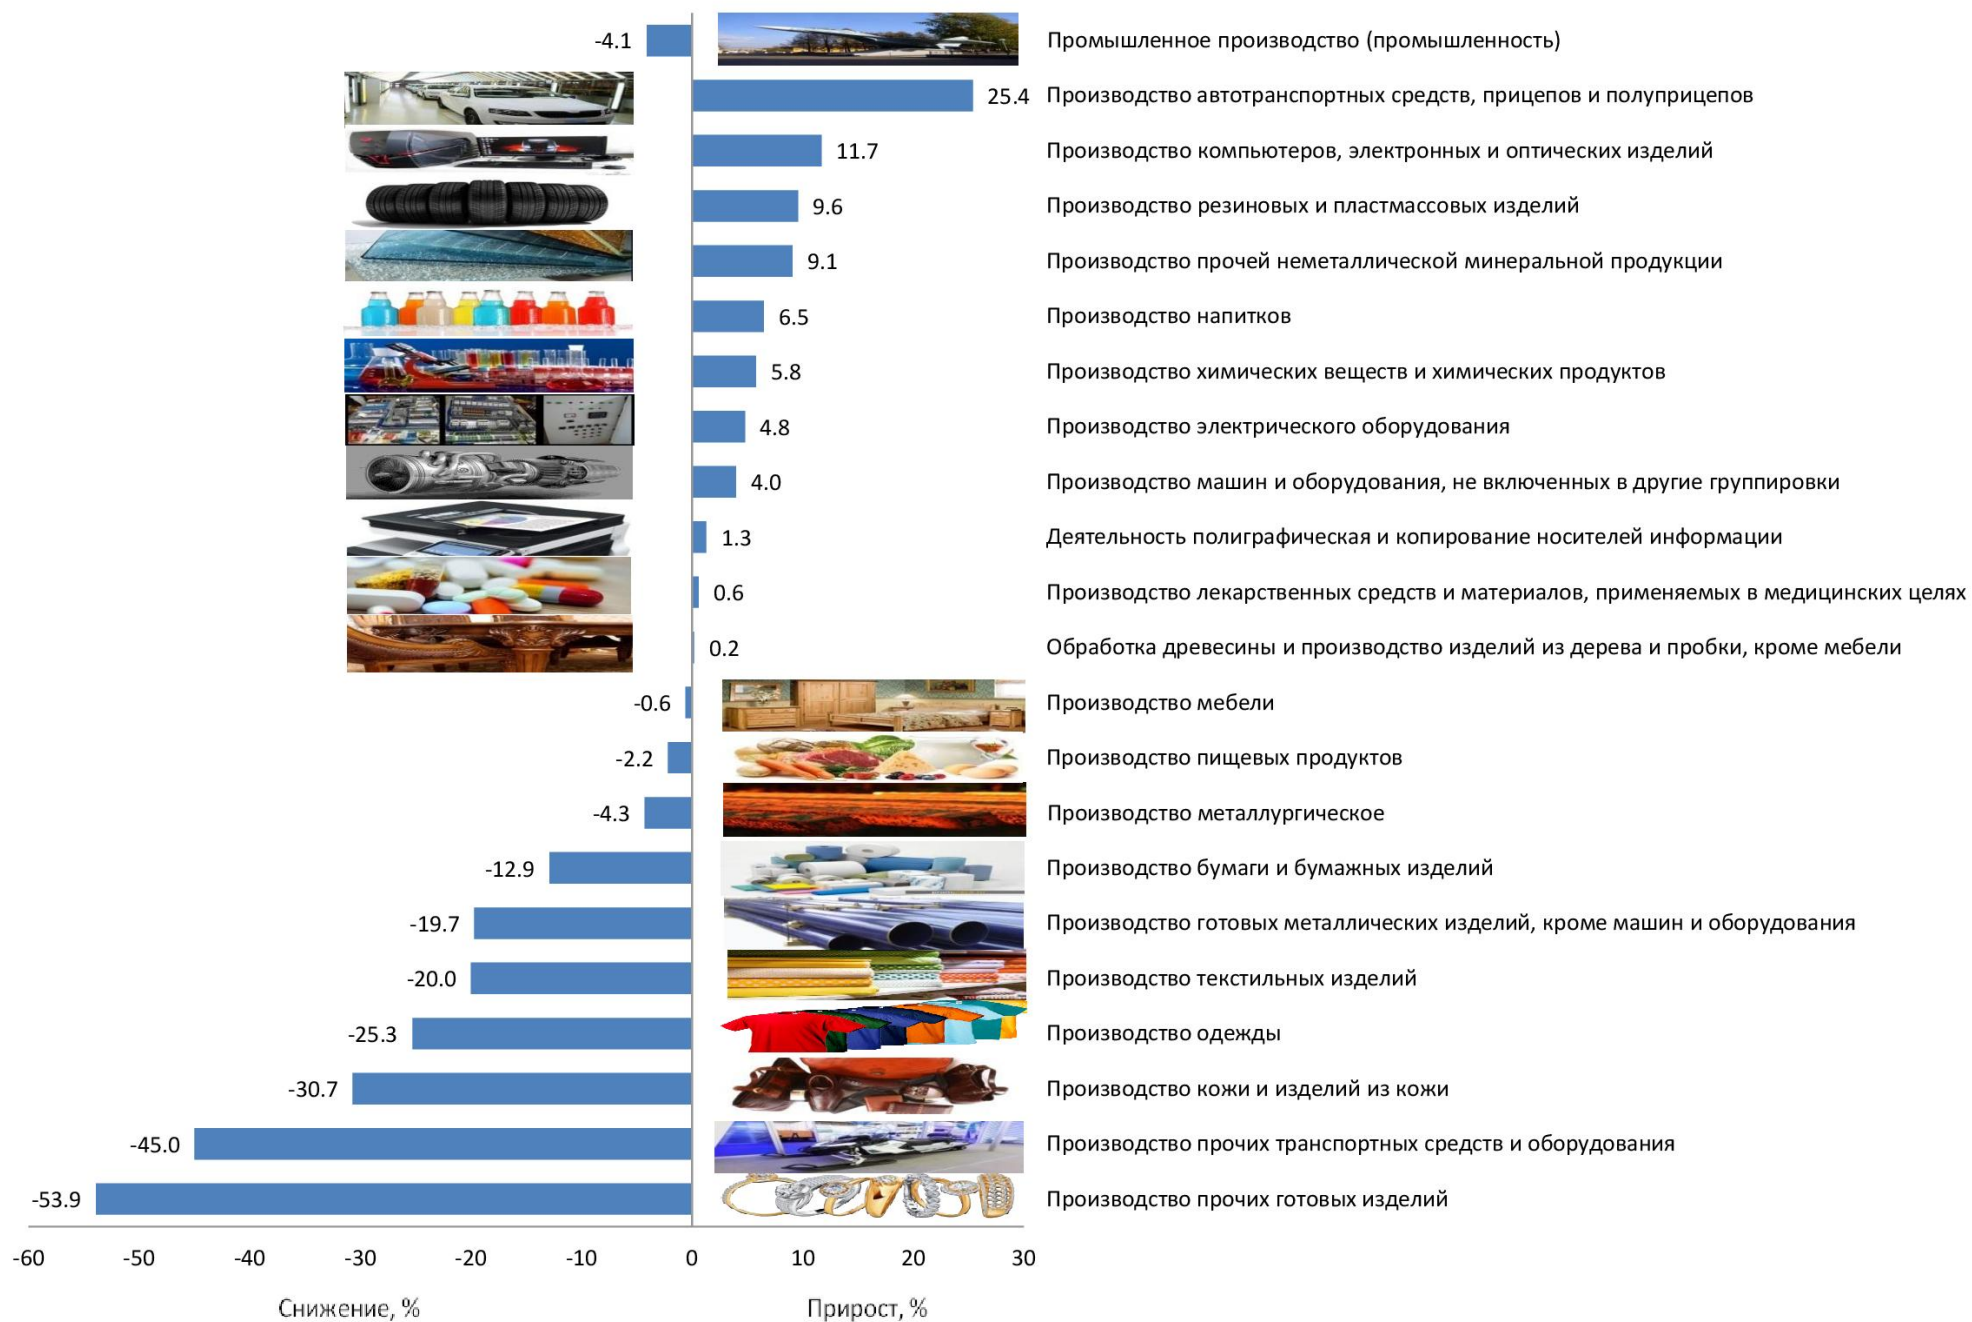 -4.1 Промышленное производство (промышленность)
25.4 Производство автотранспортных средств, прицепов и полуприцепов
11.7 Производство компьютеров, электронных и оптических изделий
9.6 Производство резиновых и пластмассовых изделий
9.1 Производство прочей неметаллической минеральной продукции
6.5 Производство напитков
5.8 Производство химических веществ и химических продуктов
4.8 Производство электрического оборудования
4.0 Производство машин и оборудования, не включенных в другие группировки
1.3 Деятельность полиграфическая и копирование носителей информации
0.6 Производство лекарственных средств и материалов, применяемых в медицинских целях
0.2 Обработка древесины и производство изделий из дерева и пробки, кроме мебели
-0.6 Производство мебели
-2.2 Производство пищевых продуктов
-4.3 Производство металлургическое
-12.9 Производство бумаги и бумажных изделий
-19.7 Производство готовых металлических изделий, кроме машин и оборудования
-20.0 Производство текстильных изделий
-25.3 Производство одежды
-30.7 Производство кожи и изделий из кожи
-45.0 Производство прочих транспортных средств и оборудования
-53.9 Производство прочих готовых изделий
-60 -50 -40 -30 -20 -10 0 10 20 30
Снижение, % Прирост, %